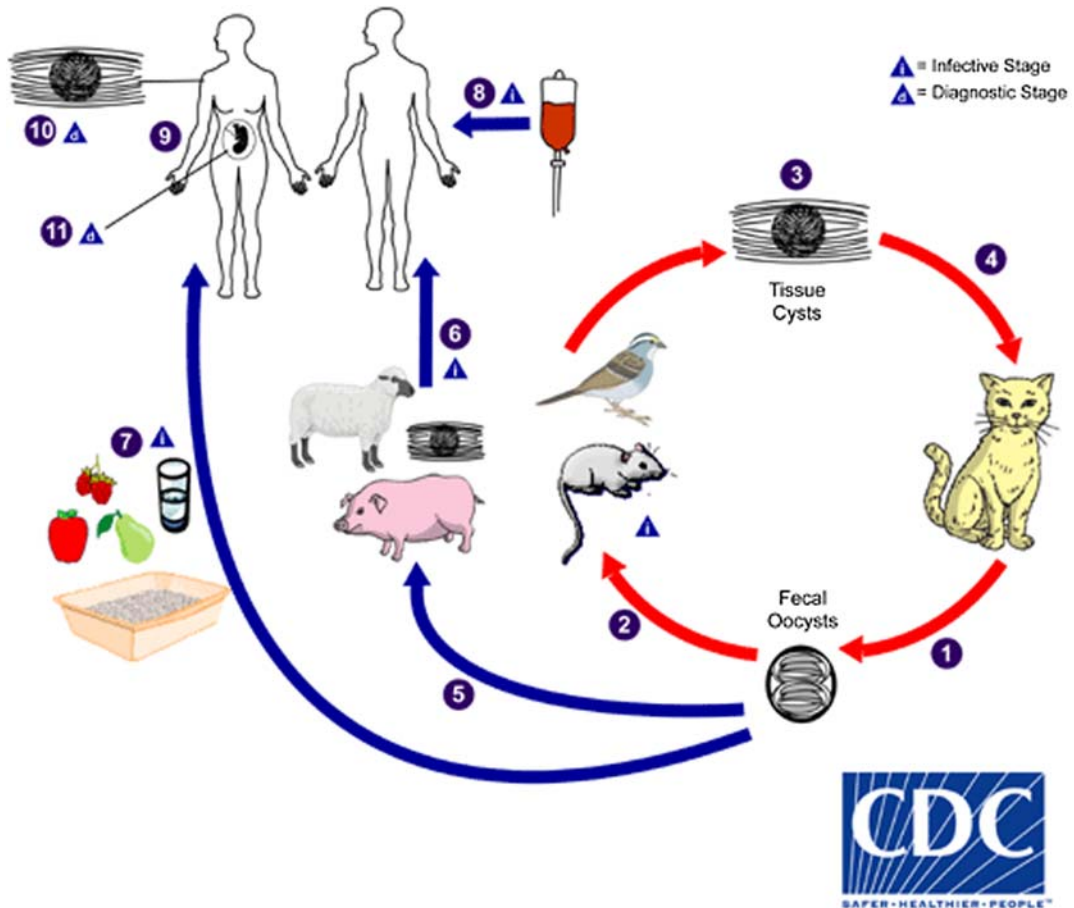 i = Infective Stage
d = Diagnostic Stage
8 i
10 d
9
3
11 d
4
Tissue
Cysts
6
i
7 i
i
Fecal
Oocysts
2
1
5
CDC
SAFER·HEALTHIER·PEOPLE™